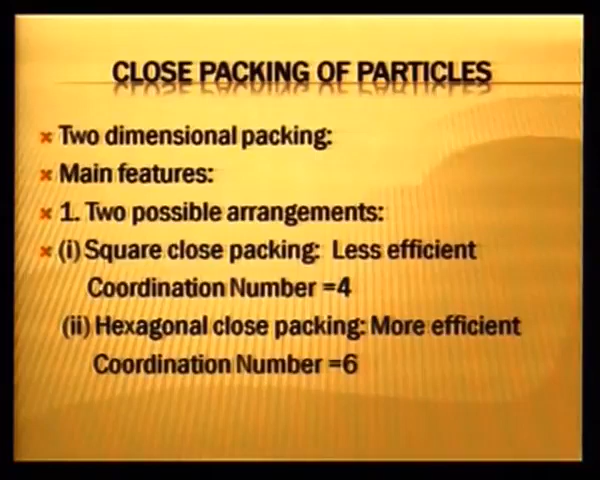 CLOSE PACKING OF PARTICLES
Two dimensional packing:
Main features:
1. Two possible arrangements:
(i) Square close packing: Less efficient
Coordination Number =4
(ii) Hexagonal close packing: More efficient
Coordination Number =6